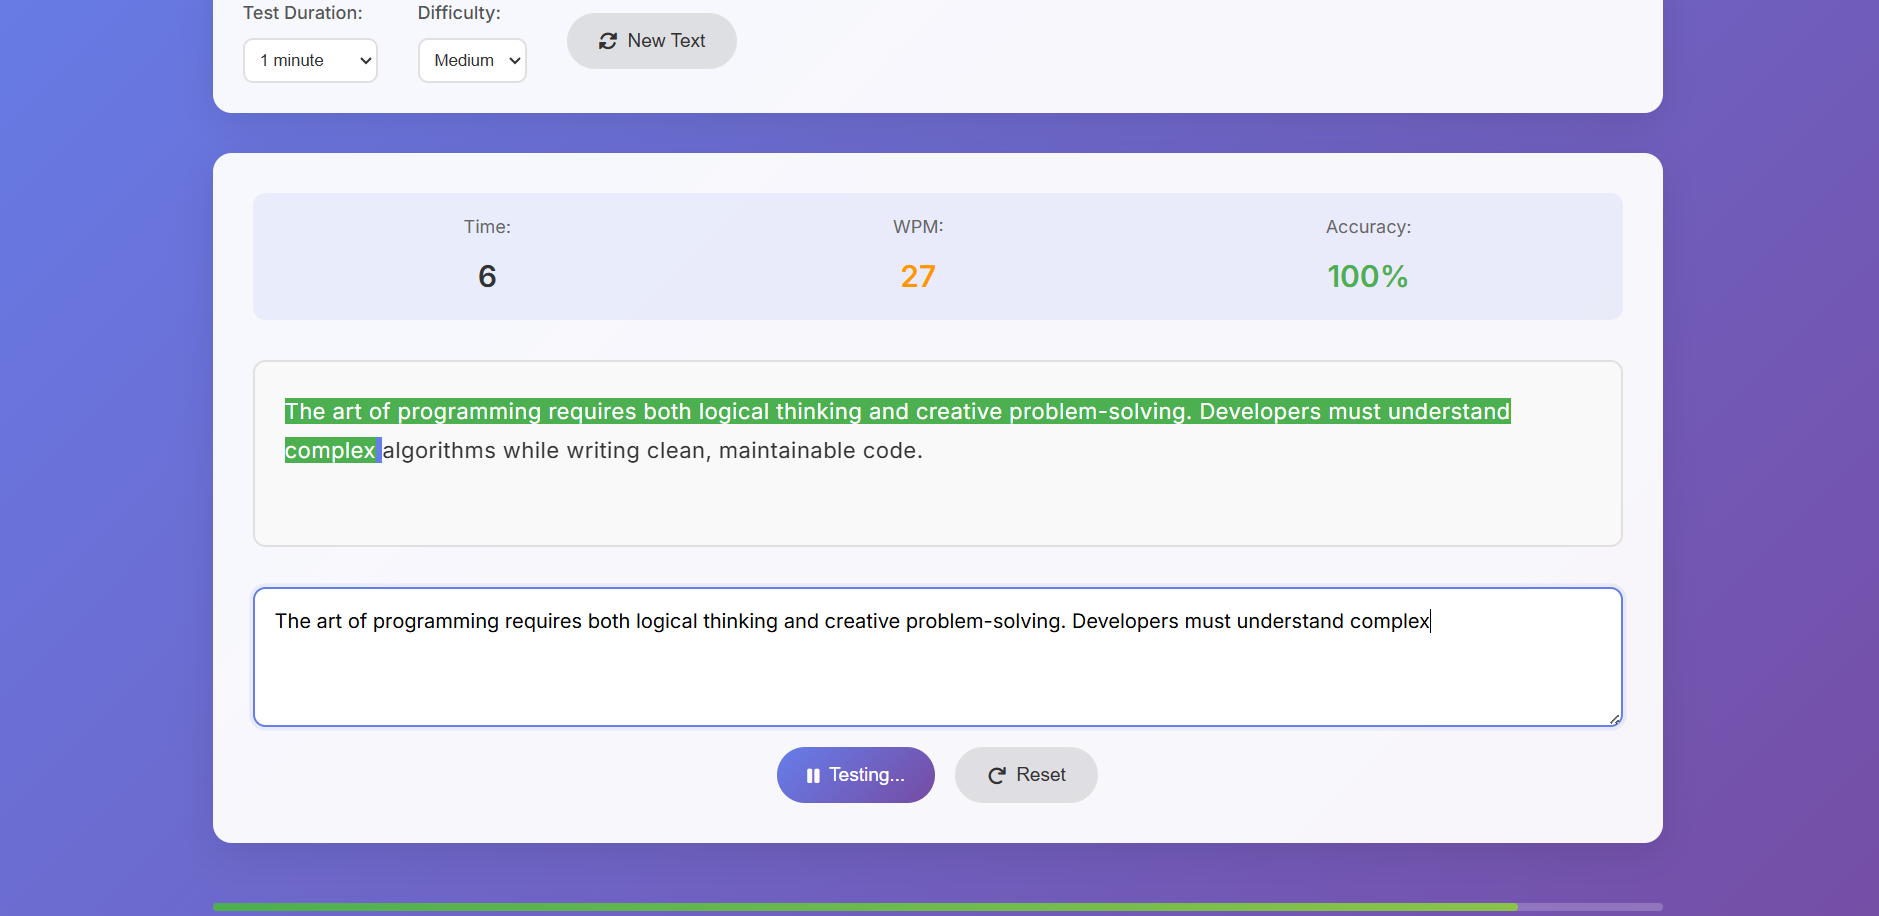 Test Duration:
Difficulty:
1 minute
Medium
New Text
Time:
WPM:
Accuracy:
6
27
100%
The art of programming requires both logical thinking and creative problem-solving. Developers must understand
complex algorithms while writing clean, maintainable code.
The art of programming requires both logical thinking and creative problem-solving. Developers must understand complex
Testing...
Reset